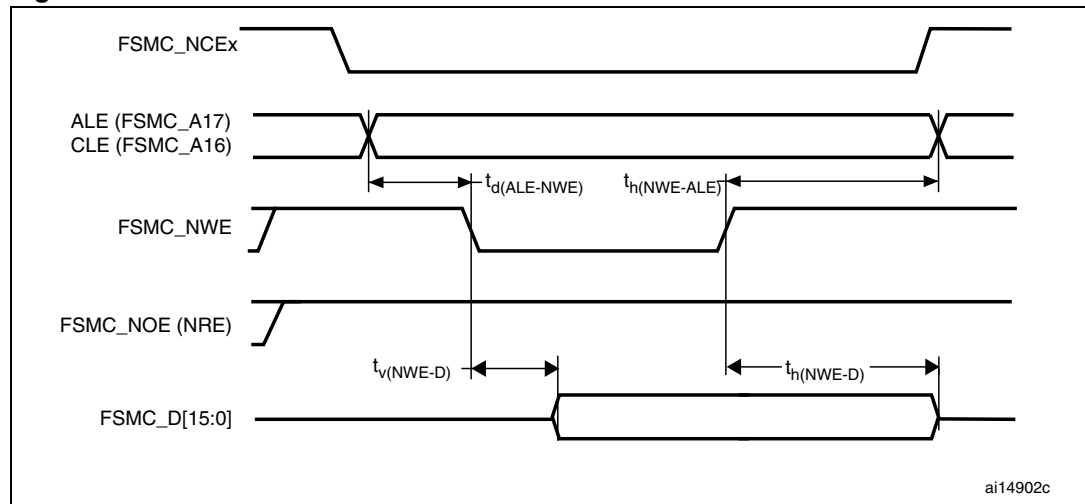 FSMC_NCEx
ALE (FSMC_A17)
CLE (FSMC_A16)
td(ALE-NWE)
th(NWE-ALE)
FSMC_NWE
FSMC_NOE (NRE)
tv(NWE-D)
th(NWE-D)
FSMC_D[15:0]
ai14902c